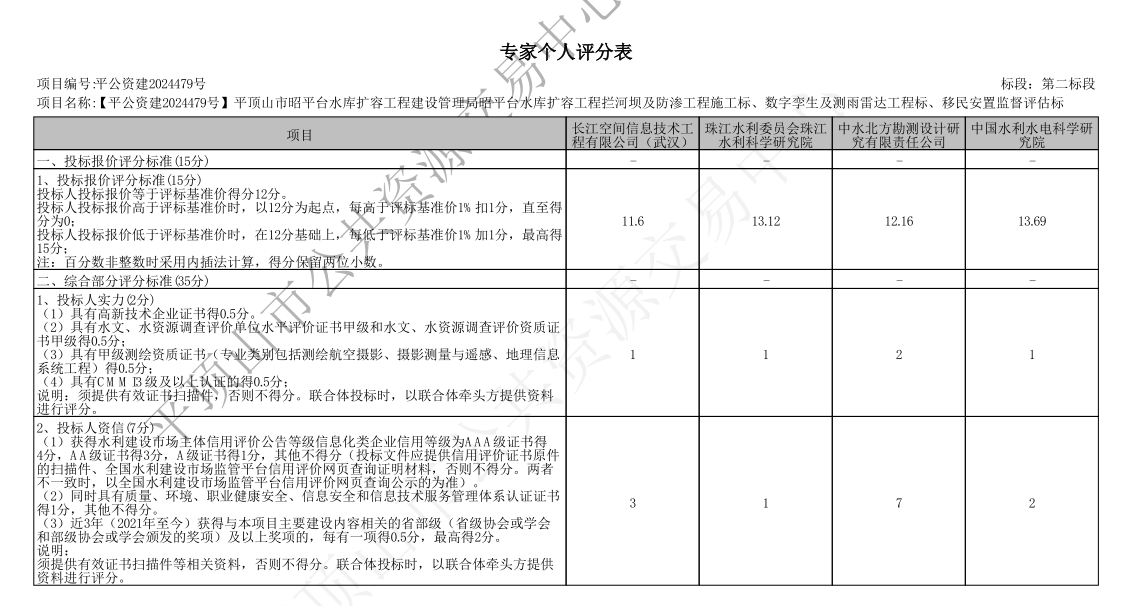 专家个人评分表
项目编号:平公资建2024479号 标段：第二标段
项目名称:【平公资建2024479号】平顶山市昭平台水库扩容工程建设管理局昭平台水库扩容工程拦河坝及防渗工程施工标、数字孪生及测雨雷达工程标、移民安置监督评估标
项目 长江空间信息技术工程有限公司（武汉） 珠江水利委员会珠江水利科学研究院 中水北方勘测设计研究有限责任公司 中国水利水电科学研究院
一、投标报价评分标准(15分) - - - -
1、投标报价评分标准(15分)
投标人投标报价等于评标基准价得分12分。
投标人投标报价高于评标基准价时，以12分为起点，每高于评标基准价1% 扣1分，直至得
分为0；
投标人投标报价低于评标基准价时，在12分基础上，每低于评标基准价1% 加1分，最高得
15分；
注：百分数非整数时采用内插法计算，得分保留两位小数。
11.6 13.12 12.16 13.69
二、综合部分评分标准(35分) - - - -
1、投标人实力(2分)
（1）具有高新技术企业证书得0.5分。
（2）具有水文、水资源调查评价单位水平评价证书甲级和水文、水资源调查评价资质证
书甲级得0.5分；
（3）具有甲级测绘资质证书（专业类别包括测绘航空摄影、摄影测量与遥感、地理信息
系统工程）得0.5分；
（4）具有CMMI3级及以上认证的得0.5分；
说明：须提供有效证书扫描件，否则不得分。联合体投标时，以联合体牵头方提供资料
进行评分。
1 1 2 1
2、投标人资信(7分)
（1）获得水利建设市场主体信用评价公告等级信息化类企业信用等级为AAA级证书得
4分，AA级证书得3分，A级证书得1分，其他不得分（投标文件应提供信用评价证书原件
的扫描件、全国水利建设市场监管平台信用评价网页查询证明材料，否则不得分。两者
不一致时，以全国水利建设市场监管平台信用评价网页查询公示的为准）。
（2）同时具有质量、环境、职业健康安全、信息安全和信息技术服务管理体系认证证书
得1分，其他不得分。
（3）近3年（2021年至今）获得与本项目主要建设内容相关的省部级（省级协会或学会
和部级协会或学会颁发的奖项）及以上奖项的，每有一项得0.5分，最高得2分。
说明：
须提供有效证书扫描件等相关资料，否则不得分。联合体投标时，以联合体牵头方提供
资料进行评分。
3 1 7 2
平顶山市公共资源交易中心
平顶山市公共资源交易中心